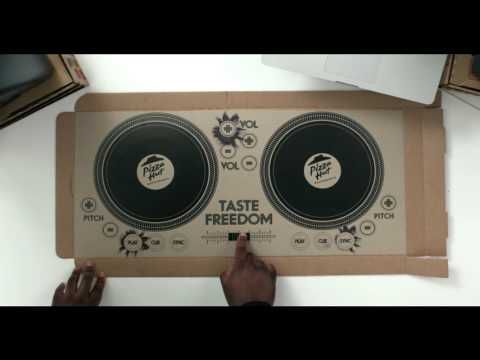 VOL
VOL
Pizza
Hut
Pizza
Hut
TASTE
FREEDOM
PITCH
PITCH
PLAY
CUE
SYNC
PLAY
CUE
SYNC